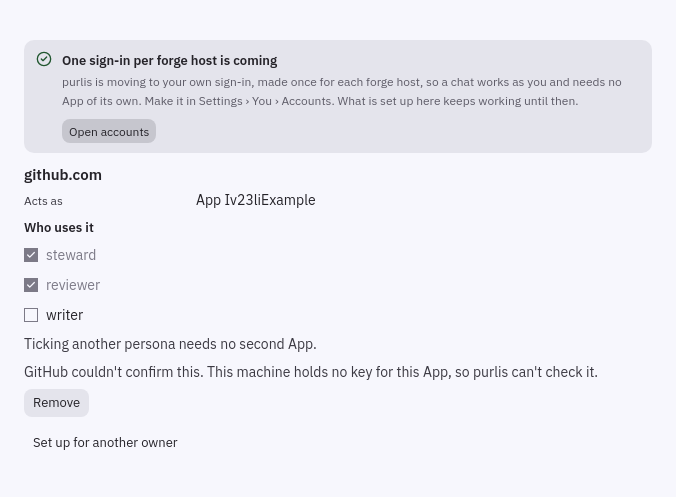 One sign-in per forge host is coming
purlis is moving to your own sign-in, made once for each forge host, so a chat works as you and needs no
App of its own. Make it in Settings › You › Accounts. What is set up here keeps working until then.
Open accounts
github.com
Acts as App Iv23liExample
Who uses it
steward
reviewer
writer
Ticking another persona needs no second App.
GitHub couldn't confirm this. This machine holds no key for this App, so purlis can't check it.
Remove
Set up for another owner